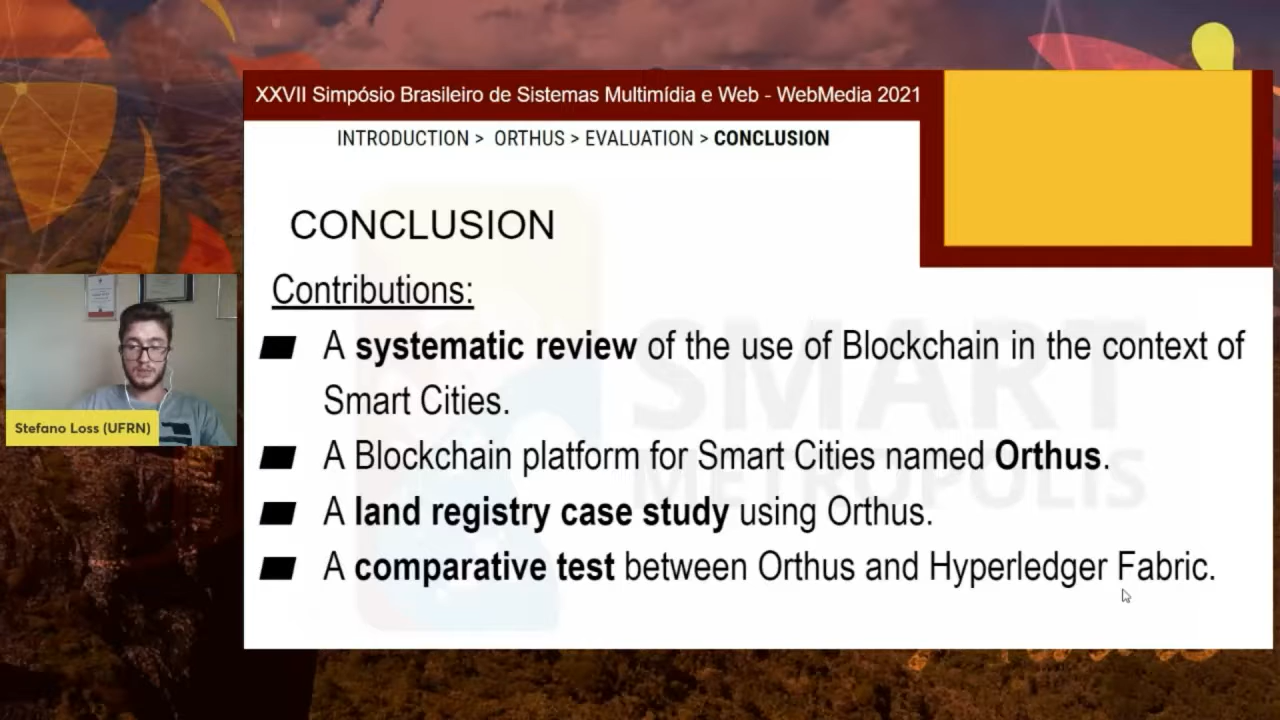 XXVII Simpósio Brasileiro de Sistemas Multimídia e Web - WebMedia 2021
INTRODUCTION > ORTHUS > EVALUATION > CONCLUSION
CONCLUSION
Contributions:
A systematic review of the use of Blockchain in the context of
Smart Cities.
A Blockchain platform for Smart Cities named Orthus.
A land registry case study using Orthus.
A comparative test between Orthus and Hyperledger Fabric.
SMART
METROPOLIS
Stefano Loss (UFRN)